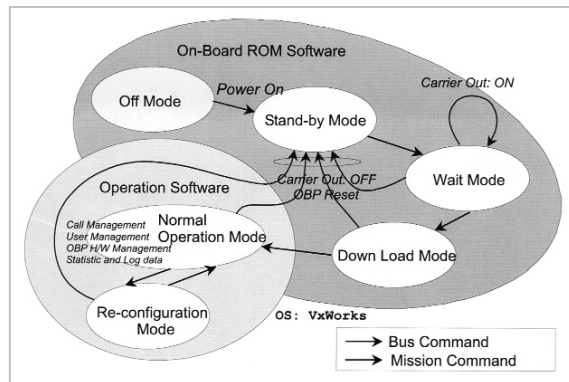 On-Board ROM Software
Off Mode
Power On
Stand-by Mode
Carrier Out: ON
Wait Mode
Carrier Out: OFF
OBP Reset
Operation Software
Call Management
User Management
OBP H/W Management
Statistic and Log data
Normal
Operation Mode
Down Load Mode
Re-configuration
Mode
OS: VxWorks
Bus Command
Mission Command